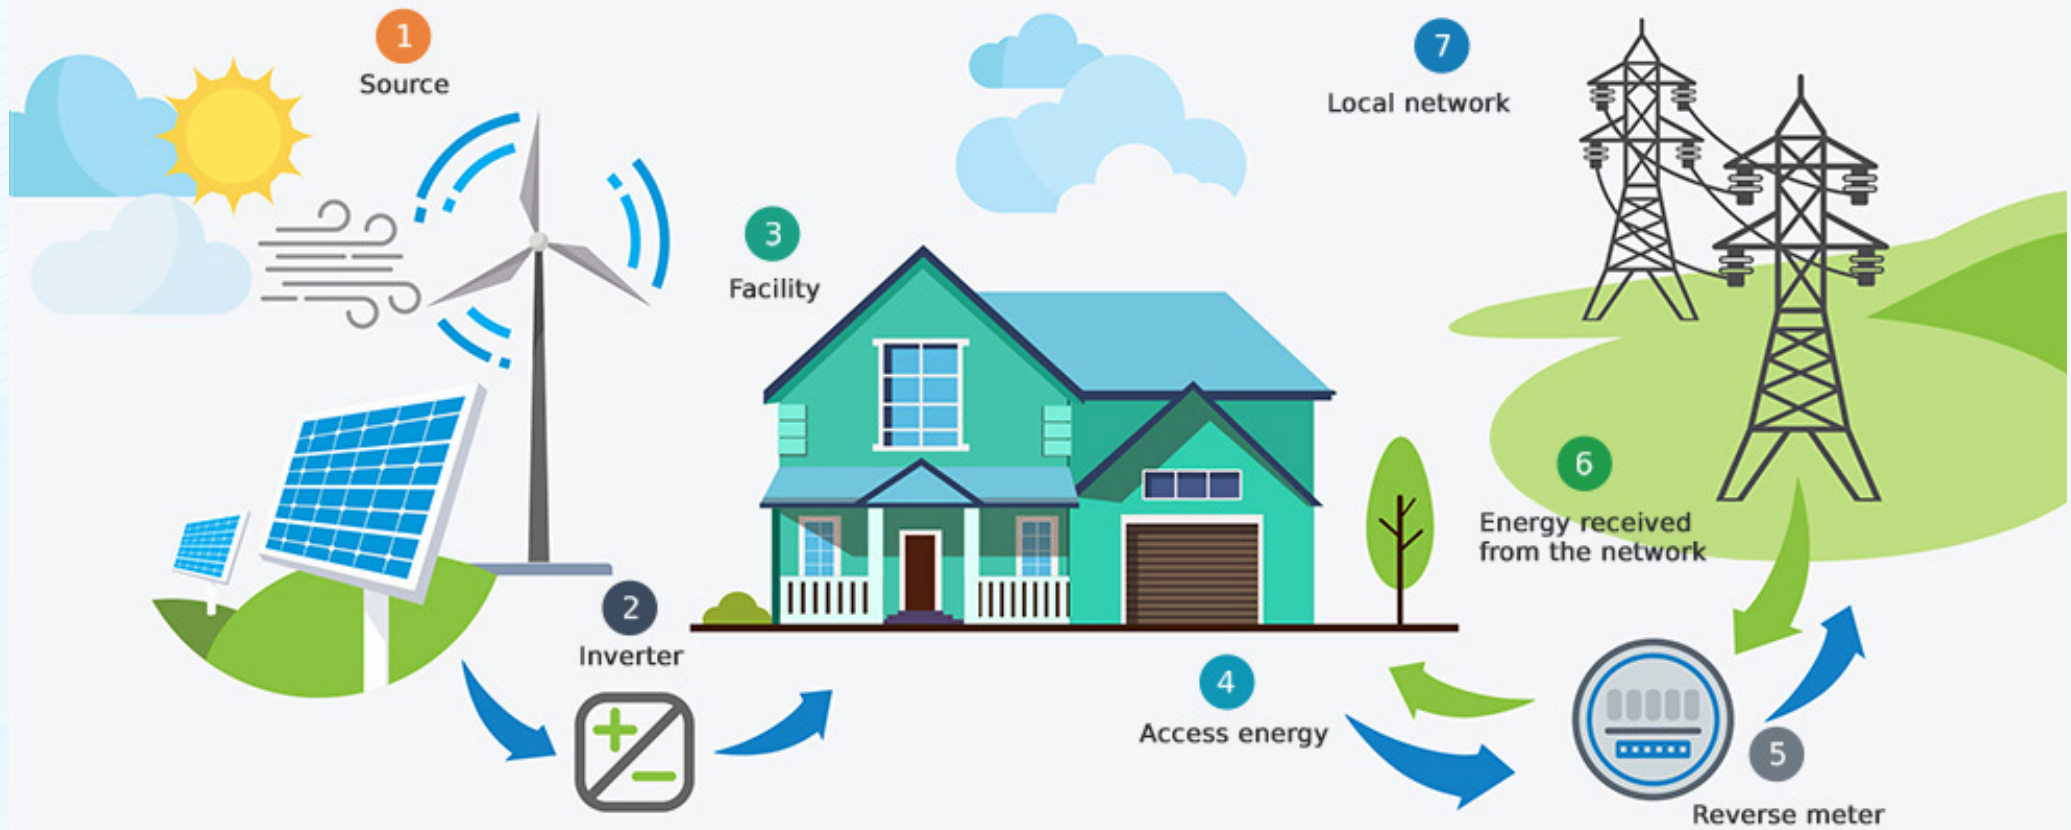 1
Source
2
Inverter
3
Facility
4
Access energy
5
Reverse meter
6
Energy received
from the network
7
Local network